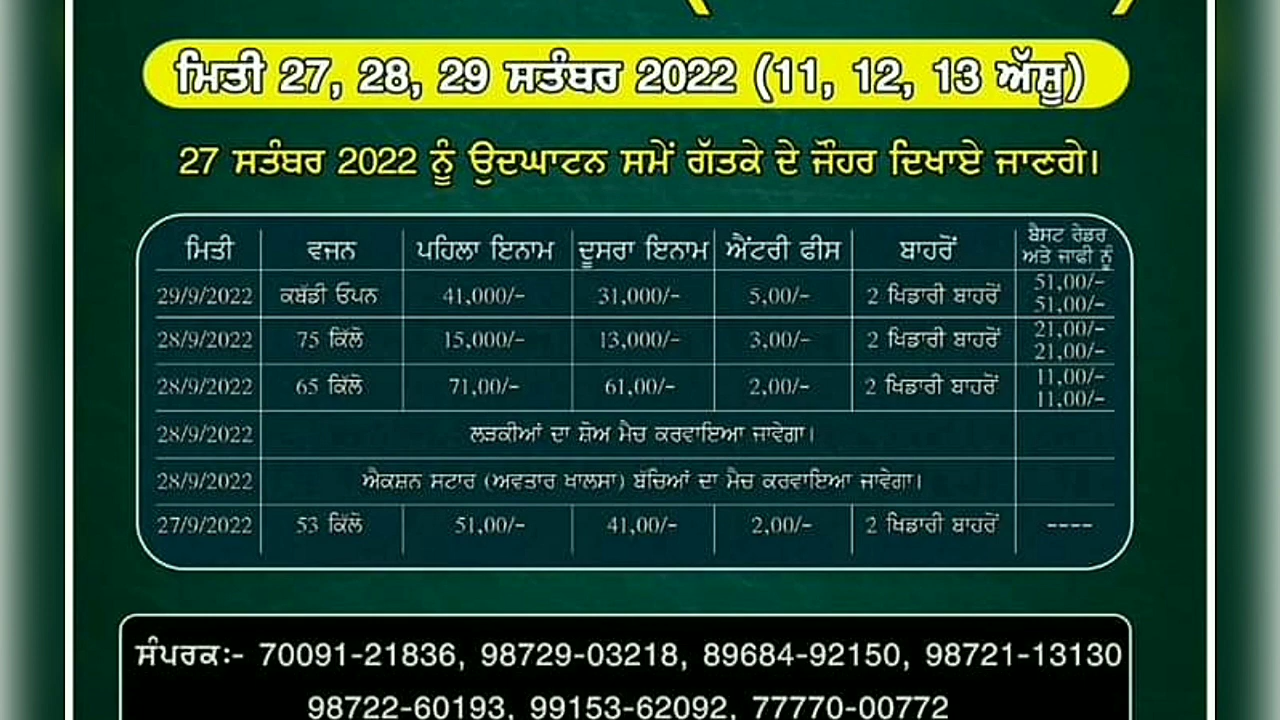 ਮਿਤੀ 27, 28, 29 ਸਤੰਬਰ 2022 (11, 12, 13 ਅੱਸੂ)
27 ਸਤੰਬਰ 2022 ਨੂੰ ਉਦਘਾਟਨ ਸਮੇਂ ਗੱਤਕੇ ਦੇ ਜੌਹਰ ਦਿਖਾਏ ਜਾਣਗੇ।
ਮਿਤੀ ਵਜਨ ਪਹਿਲਾ ਇਨਾਮ ਦੂਸਰਾ ਇਨਾਮ ਐਂਟਰੀ ਫੀਸ ਬਾਹਰੋਂ ਬੈਸਟ ਰੇਡਰ ਅਤੇ ਜਾਫੀ ਨੂੰ
29/9/2022 ਕਬੱਡੀ ਓਪਨ 41,000/- 31,000/- 5,00/- 2 ਖਿਡਾਰੀ ਬਾਹਰੋਂ 51,00/- 51,00/-
28/9/2022 75 ਕਿੱਲੋ 15,000/- 13,000/- 3,00/- 2 ਖਿਡਾਰੀ ਬਾਹਰੋਂ 21,00/- 21,00/-
28/9/2022 65 ਕਿੱਲੋ 71,00/- 61,00/- 2,00/- 2 ਖਿਡਾਰੀ ਬਾਹਰੋਂ 11,00/- 11,00/-
28/9/2022 ਲੜਕੀਆਂ ਦਾ ਸ਼ੋਅ ਮੈਚ ਕਰਵਾਇਆ ਜਾਵੇਗਾ।
28/9/2022 ਐਕਸ਼ਨ ਸਟਾਰ (ਅਵਤਾਰ ਖਾਲਸਾ) ਬੱਚਿਆਂ ਦਾ ਮੈਚ ਕਰਵਾਇਆ ਜਾਵੇਗਾ।
27/9/2022 53 ਕਿੱਲੋ 51,00/- 41,00/- 2,00/- 2 ਖਿਡਾਰੀ ਬਾਹਰੋਂ ----
ਸੰਪਰਕ:- 70091-21836, 98729-03218, 89684-92150, 98721-13130
98722-60193, 99153-62092, 77770-00772